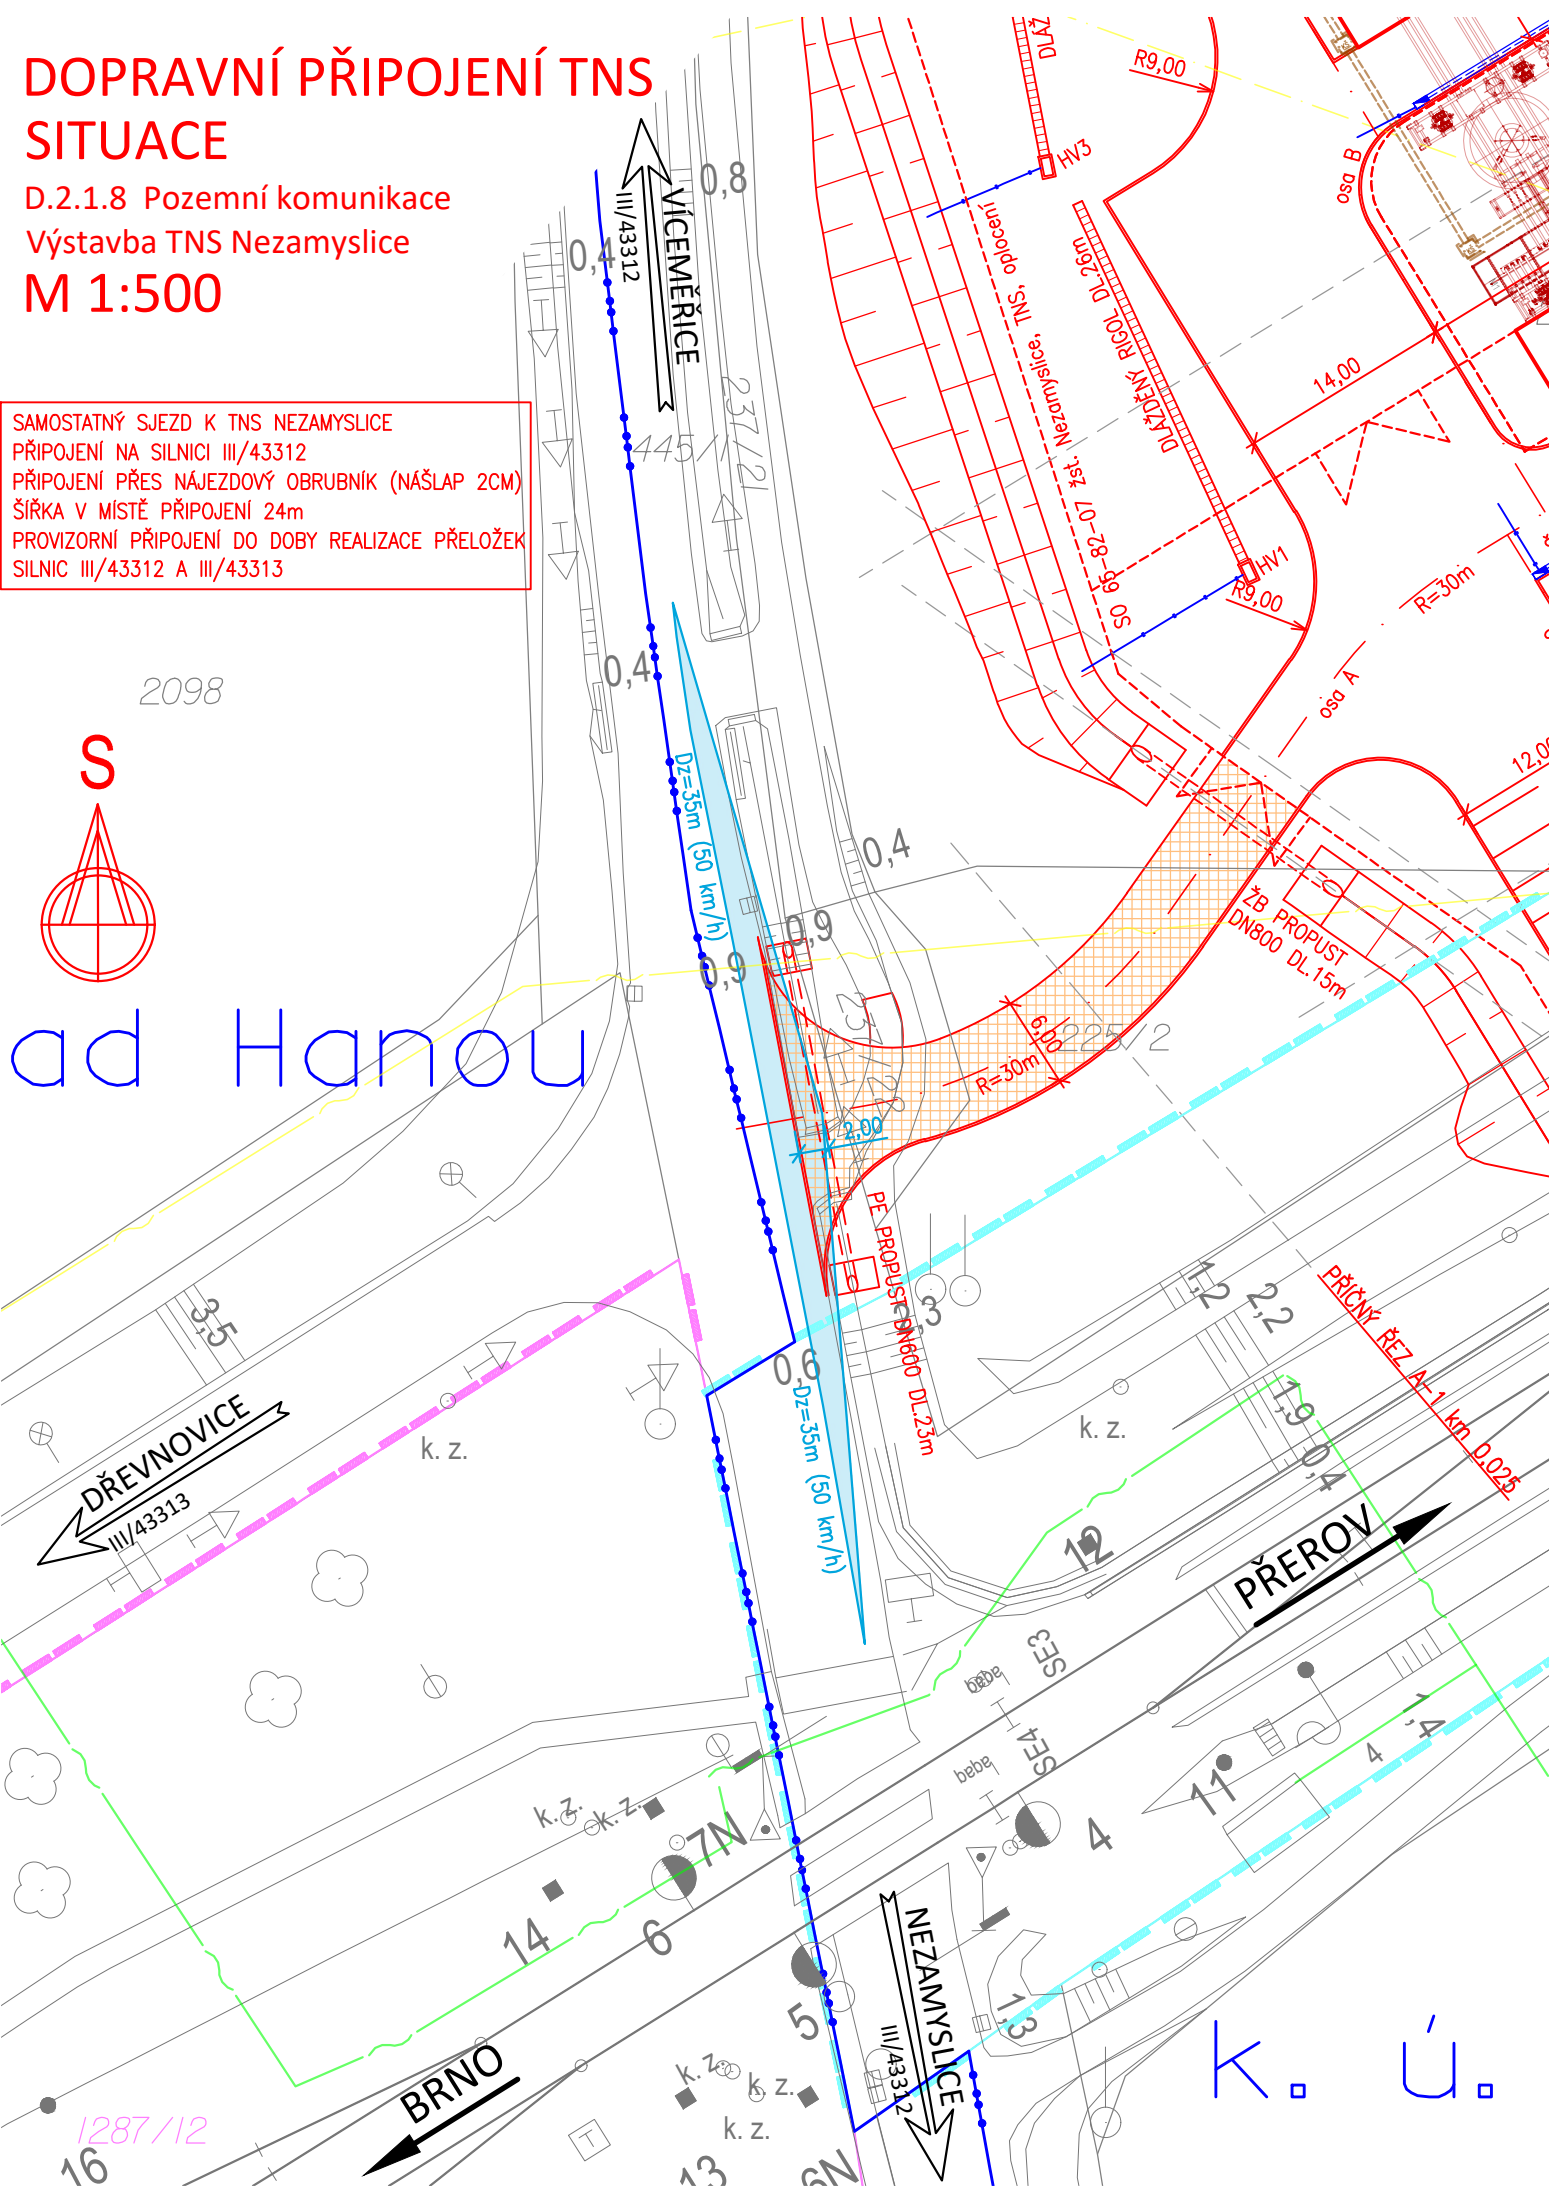 DOPRAVNÍ PŘIPOJENÍ TNS
SITUACE
D.2.1.8 Pozemní komunikace
Výstavba TNS Nezamyslice
M 1:500
SAMOSTATNÝ SJEZD K TNS NEZAMYSLICE
PŘIPOJENÍ NA SILNICI III/43312
PŘIPOJENÍ PŘES NÁJEZDOVÝ OBRUBNÍK (NÁŠLAP 2CM)
ŠÍŘKA V MÍSTĚ PŘIPOJENÍ 24m
PROVIZORNÍ PŘIPOJENÍ DO DOBY REALIZACE PŘELOŽEK
SILNIC III/43312 A III/43313
VÍCEMĚŘICE
III/43312
0,8
0,4
237/21
445/1
0,4
2098
S
ad Hanou
R9,00
HV3
DLÁŽDĚNÝ RIGOL DL.26m
SO 65-82-07 žst. Nezamyslice, TNS, oplocení
HV1
R9,00
14,00
osa B
R=30m
osa A
12,00
Dz=35m (50 km/h)
0,4
0,9
0,9
237/22
225/2
6,00
R=30m
2,00
ŽB PROPUST
DN800 DL.15m
PE PROPUST DN600 DL.23m
PŘÍČNÝ ŘEZ A-1 km 0,025
1,2
2,2
1,9
0,4
3,5
0,6
Dz=35m (50 km/h)
DŘEVNOVICE
III/43313
k. z.
k. z.
12
PŘEROV
SE3
SE4
1,4
4
11
4
k. z.
k. z.
7N
14
6
5
NEZAMYSLICE
III/43312
1,3
k. ú.
BRNO
k. z.
k. z.
k. z.
1287/12
16
13
6N